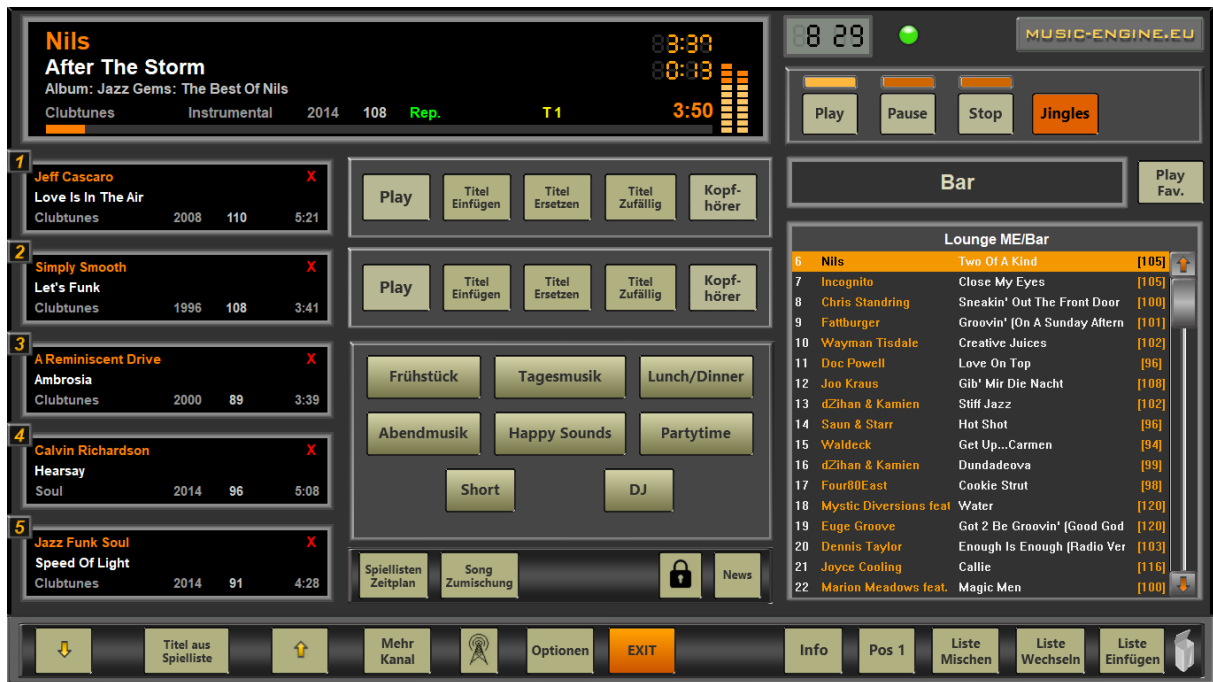 Nils
3:37
After The Storm
0:13
Album: Jazz Gems: The Best Of Nils
Clubtunes Instrumental 2014 108 Rep. T 1 3:50
8 29
MUSIC-ENGINE.EU
Play Pause Stop Jingles
1
Jeff Cascaro X
Love Is In The Air
Clubtunes 2008 110 5:21
2
Simply Smooth X
Let's Funk
Clubtunes 1996 108 3:41
3
A Reminiscent Drive X
Ambrosia
Clubtunes 2000 89 3:39
4
Calvin Richardson X
Hearsay
Soul 2014 96 5:08
5
Jazz Funk Soul X
Speed Of Light
Clubtunes 2014 91 4:28
Play
Titel
Einfügen
Titel
Ersetzen
Titel
Zufällig
Kopf-
hörer
Play
Titel
Einfügen
Titel
Ersetzen
Titel
Zufällig
Kopf-
hörer
Frühstück Tagesmusik Lunch/Dinner
Abendmusik Happy Sounds Partytime
Short DJ
Spiellisten
Zeitplan
Song
Zumischung
News
Bar
Play
Fav.
Lounge ME/Bar
6 Nils Two Of A Kind [105]
7 Incognito Close My Eyes [105]
8 Chris Standring Sneakin' Out The Front Door [100]
9 Fattburger Groovin' (On A Sunday Aftern [101]
10 Wayman Tisdale Creative Juices [102]
11 Doc Powell Love On Top [96]
12 Joo Kraus Gib' Mir Die Nacht [108]
13 dZihan & Kamien Stiff Jazz [102]
14 Saun & Starr Hot Shot [96]
15 Waldeck Get Up...Carmen [94]
16 dZihan & Kamien Dundadeova [99]
17 Four80East Cookie Strut [98]
18 Mystic Diversions feat Water [120]
19 Euge Groove Got 2 Be Groovin' (Good God [120]
20 Dennis Taylor Enough Is Enough (Radio Ver [103]
21 Joyce Cooling Callie [116]
22 Marion Meadows feat. Magic Men [100]
Titel aus
Spielliste
Mehr
Kanal
Optionen
EXIT
Info
Pos 1
Liste
Mischen
Liste
Wechseln
Liste
Einfügen